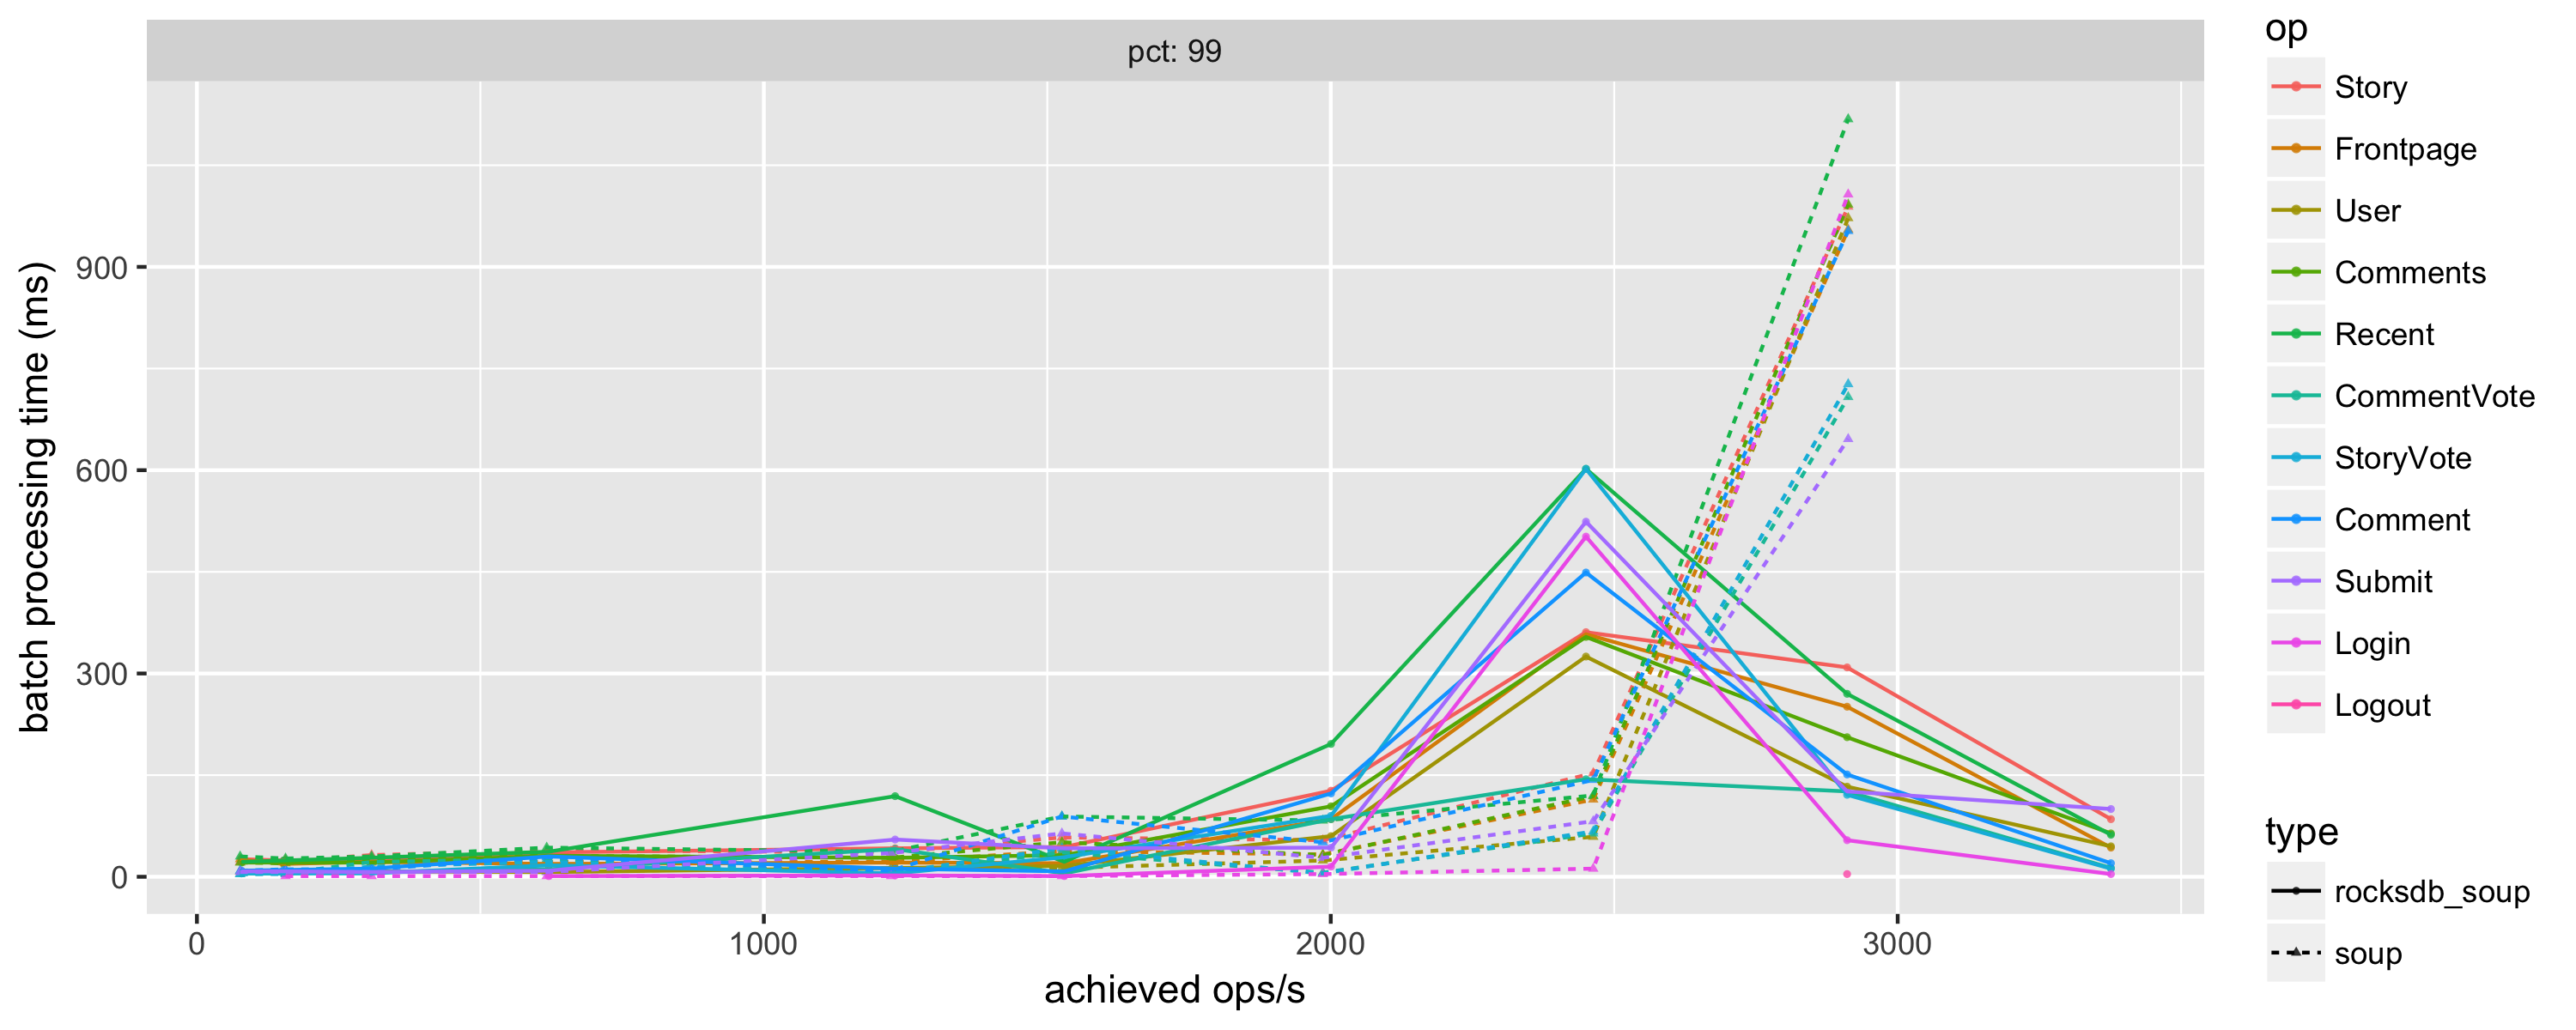 pct: 99
batch processing time (ms)
900
600
300
0
0 1000 2000 3000
achieved ops/s
op
Story
Frontpage
User
Comments
Recent
CommentVote
StoryVote
Comment
Submit
Login
Logout
type
rocksdb_soup
soup